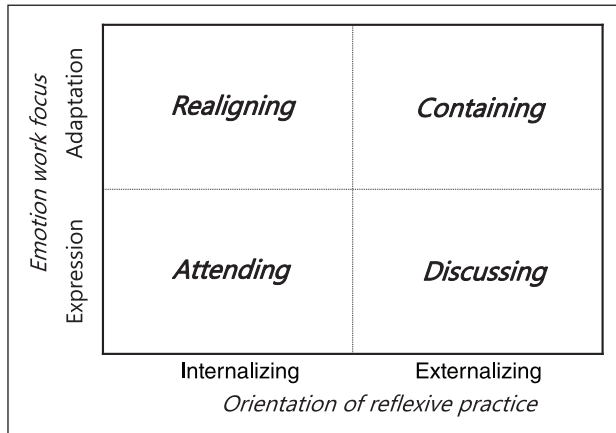 Emotion work focus
Adaptation
Expression
Realigning
Containing
Attending
Discussing
Internalizing
Externalizing
Orientation of reflexive practice